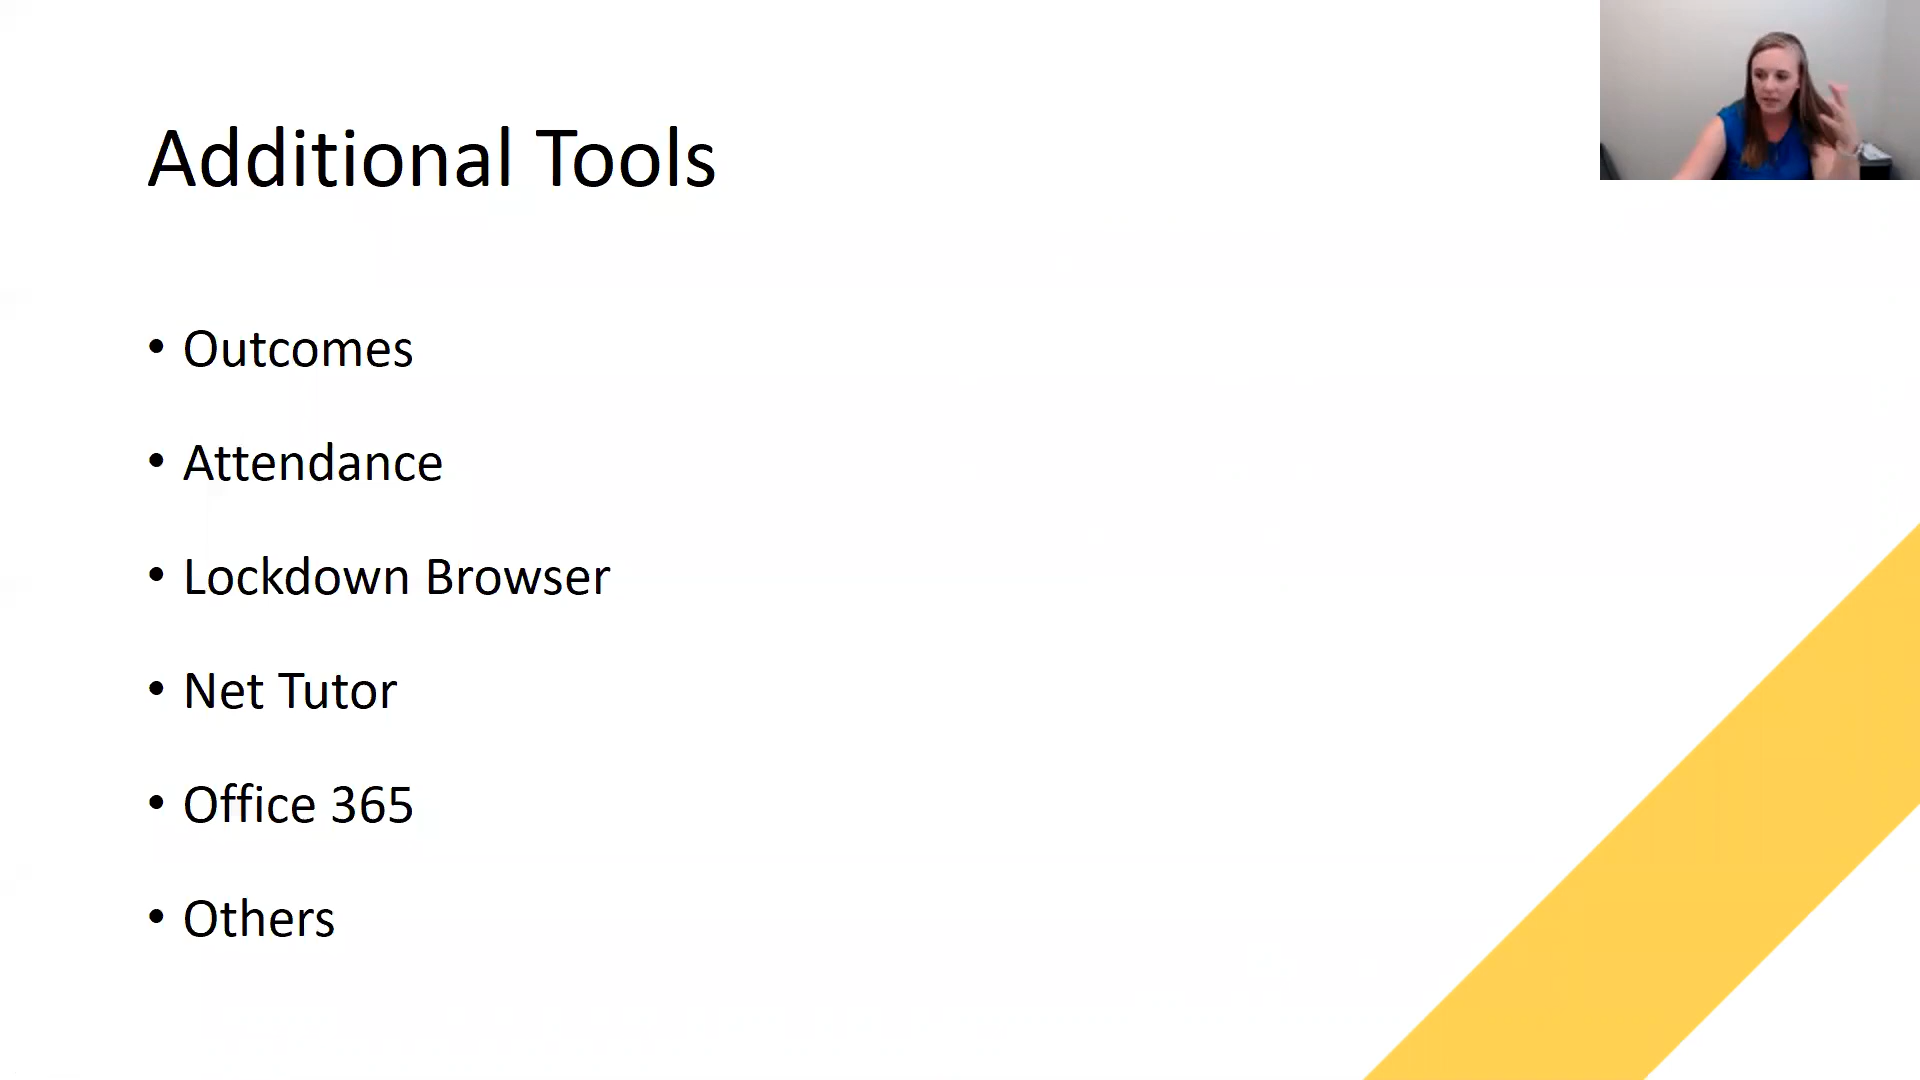 Additional Tools
• Outcomes
• Attendance
• Lockdown Browser
• Net Tutor
• Office 365
• Others